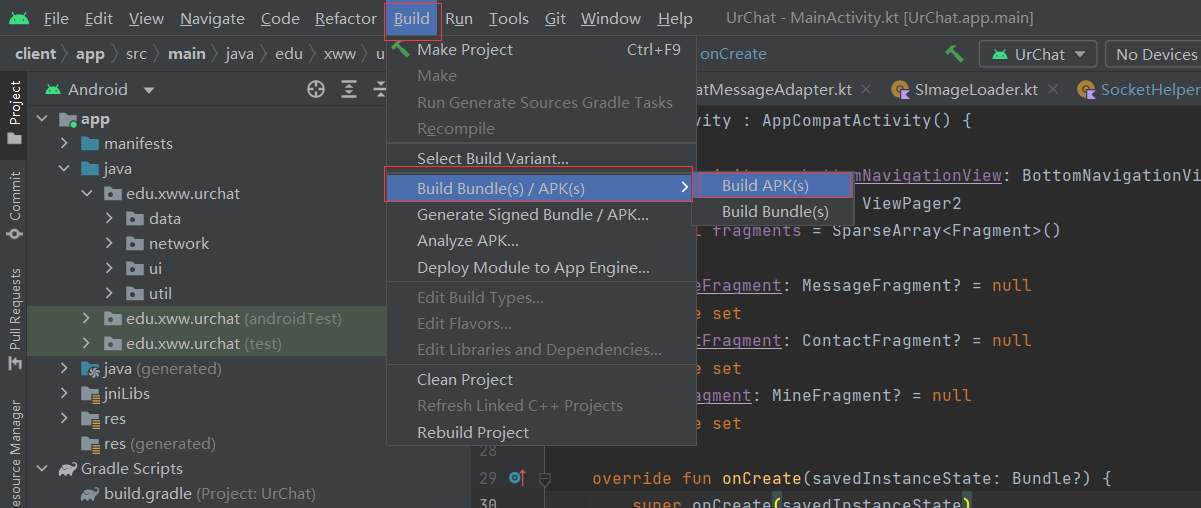 File Edit View Navigate Code Refactor Build Run Tools Git Window Help UrChat - MainActivity.kt [UrChat.app.main]
client app src main java edu xww u onCreate UrChat No Devices
Project
Commit
Pull Requests
esource Manager
Android
app
manifests
java
edu.xww.urchat
data
network
ui
util
edu.xww.urchat (androidTest)
edu.xww.urchat (test)
java (generated)
jniLibs
res
res (generated)
Gradle Scripts
build.gradle (Project: UrChat)
Make Project Ctrl+F9
Make
Run Generate Sources Gradle Tasks
Recompile
Select Build Variant...
Build Bundle(s) / APK(s)
Generate Signed Bundle / APK...
Analyze APK...
Deploy Module to App Engine...
Edit Build Types...
Edit Flavors...
Edit Libraries and Dependencies...
Clean Project
Refresh Linked C++ Projects
Rebuild Project
Build APK(s)
Build Bundle(s)
atMessageAdapter.kt SImageLoader.kt SocketHelper
vity : AppCompatActivity() {
ottomNavigationView: BottomNavigationVi
ViewPager2
fragments = SparseArray<Fragment>()
eFragment: MessageFragment? = null
e set
ctFragment: ContactFragment? = null
e set
agment: MineFragment? = null
e set
28
29 override fun onCreate(savedInstanceState: Bundle?) {
30 super.onCreate(savedInstanceState)